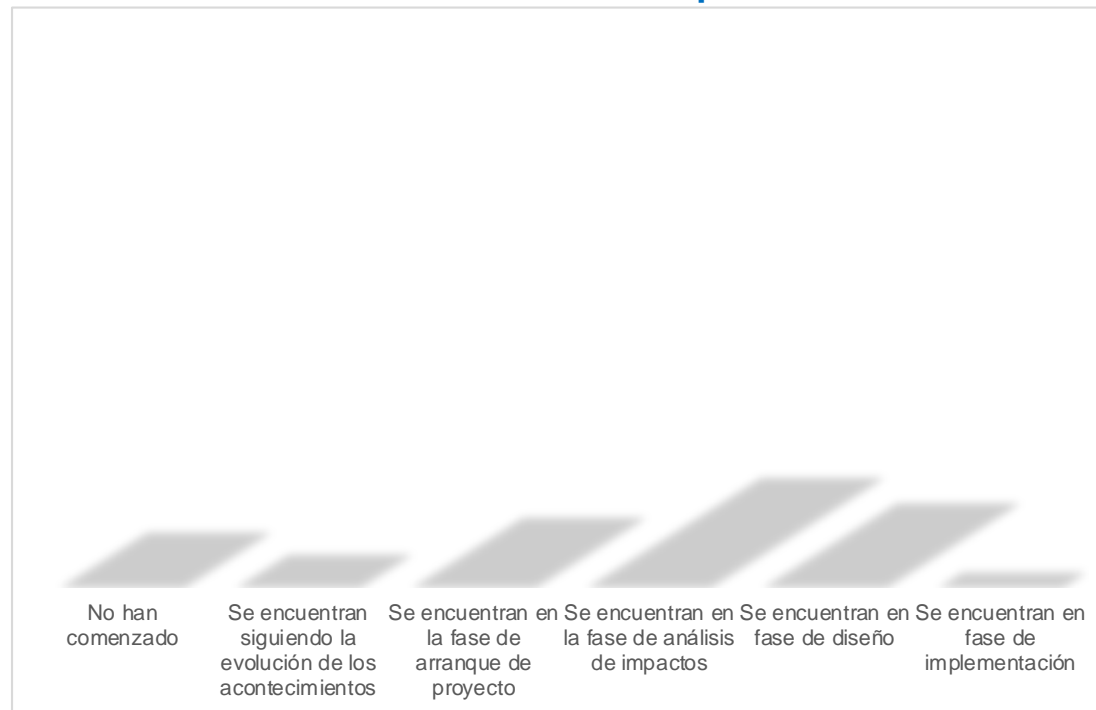 No han
comenzado
Se encuentran
siguiendo la
evolución de los
acontecimientos
Se encuentran en
la fase de
arranque de
proyecto
Se encuentran en
la fase de análisis
de impactos
Se encuentran en
fase de diseño
Se encuentran en
fase de
implementación